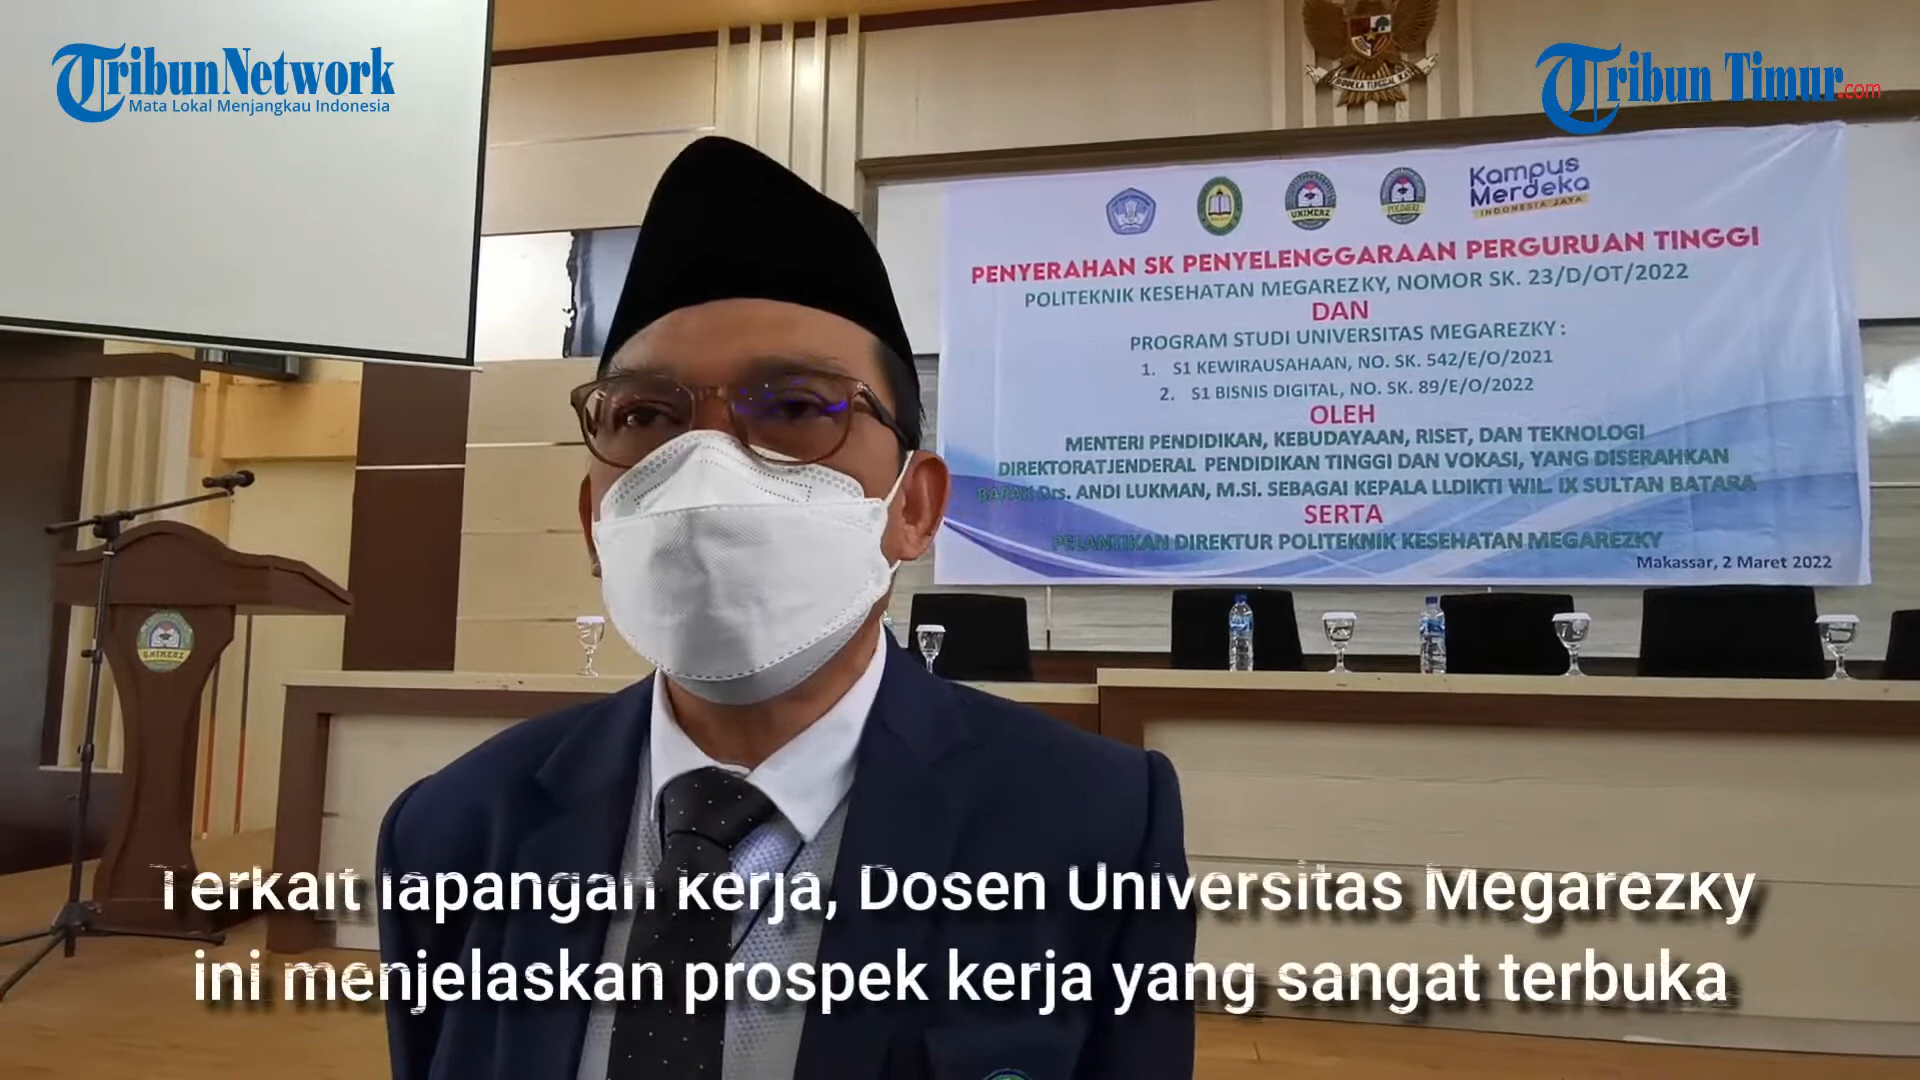 TribunNetwork
Mata Lokal Menjangkau Indonesia
Tribun Timur.com
UNIMERZ
POLIMERZ
Kampus
Merdeka
INDONESIA JAYA
PENYERAHAN SK PENYELENGGARAAN PERGURUAN TINGGI
POLITEKNIK KESEHATAN MEGAREZKY, NOMOR SK. 23/D/OT/2022
DAN
PROGRAM STUDI UNIVERSITAS MEGAREZKY :
1. S1 KEWIRAUSAHAAN, NO. SK. 542/E/O/2021
2. S1 BISNIS DIGITAL, NO. SK. 89/E/O/2022
OLEH
MENTERI PENDIDIKAN, KEBUDAYAAN, RISET, DAN TEKNOLOGI
DIREKTORATJENDERAL PENDIDIKAN TINGGI DAN VOKASI, YANG DISERAHKAN
BAPAK Drs. ANDI LUKMAN, M.Si. SEBAGAI KEPALA LLDIKTI WIL. IX SULTAN BATARA
SERTA
PELANTIKAN DIREKTUR POLITEKNIK KESEHATAN MEGAREZKY
Makassar, 2 Maret 2022
UNIMERZ
Terkait lapangan kerja, Dosen Universitas Megarezky
ini menjelaskan prospek kerja yang sangat terbuka